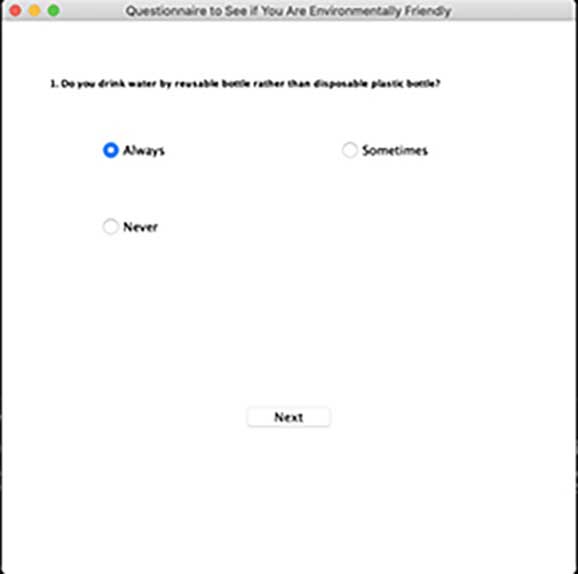 Questionnaire to See if You Are Environmentally Friendly
1. Do you drink water by reusable bottle rather than disposable plastic bottle?
Always
Sometimes
Never
Next